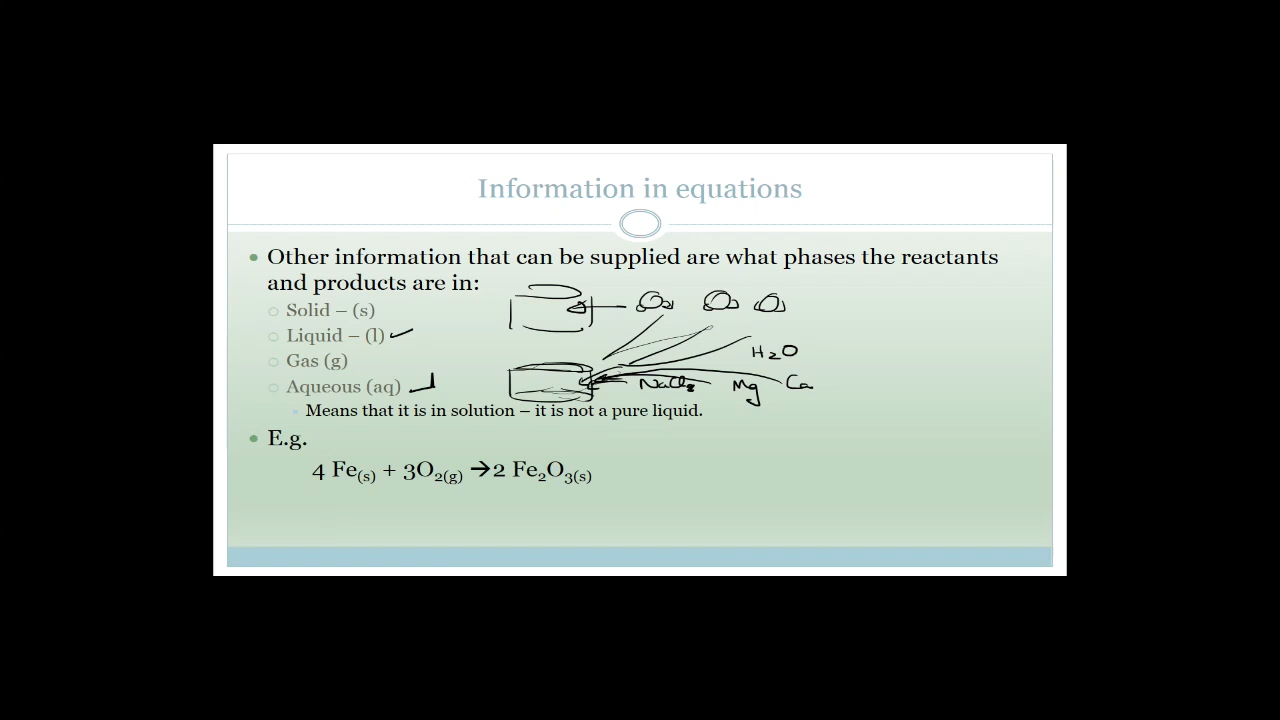 Information in equations
• Other information that can be supplied are what phases the reactants
and products are in:
○ Solid – (s)
○ Liquid – (l)
○ Gas (g)
H₂O
○ Aqueous (aq)
Mg Ca
▪ Means that it is in solution – it is not a pure liquid.
• E.g.
4 Fe₍s₎ + 3O₂₍g₎ →2 Fe₂O₃₍s₎